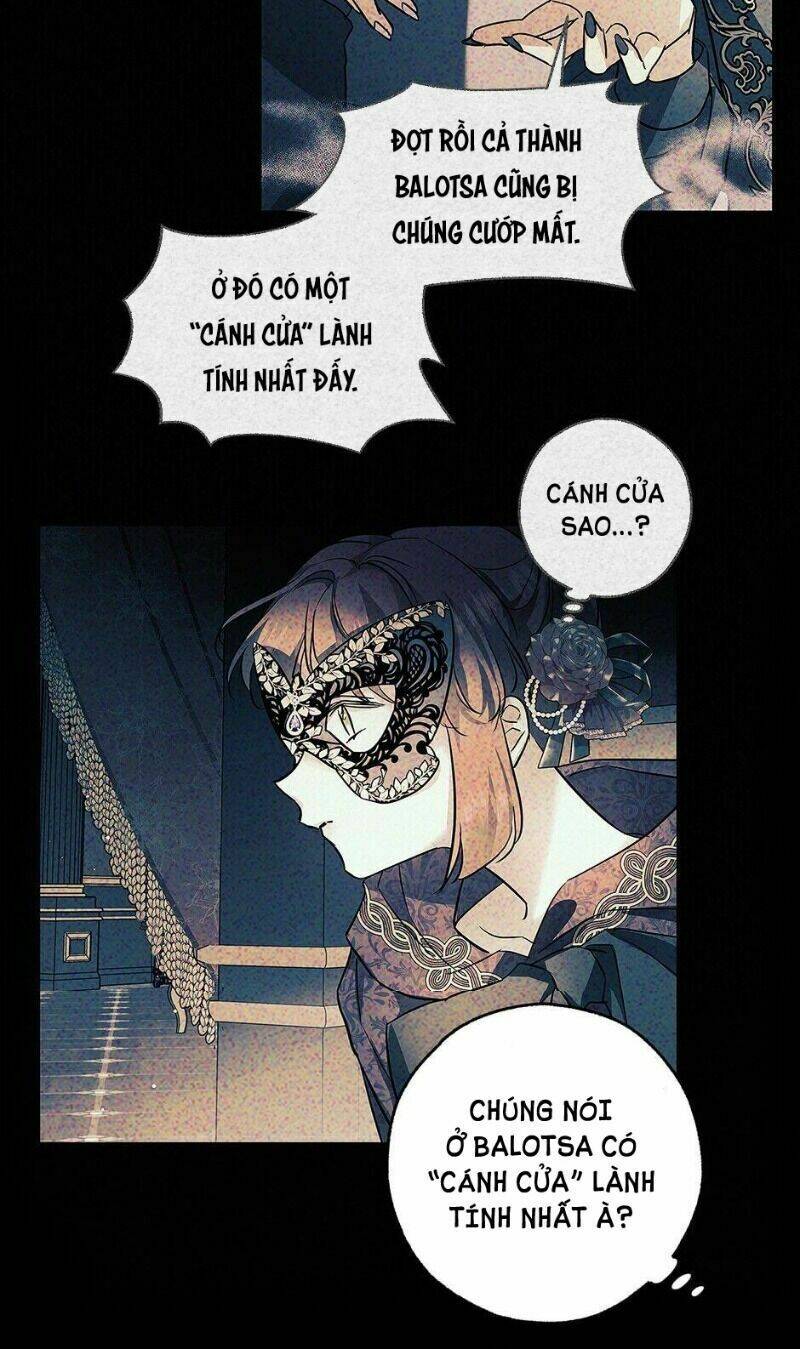 ĐỢT RỒI CẢ THÀNH
BALOTSA CŨNG BỊ
CHÚNG CƯỚP MẤT.
Ở ĐÓ CÓ MỘT
“CÁNH CỬA” LÀNH
TÍNH NHẤT ĐẤY.
CÁNH CỬA
SAO...?
CHÚNG NÓI
Ở BALOTSA CÓ
“CÁNH CỬA” LÀNH
TÍNH NHẤT À?